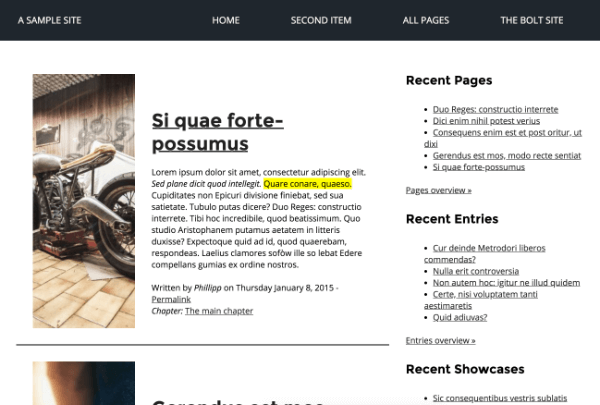 A SAMPLE SITE HOME SECOND ITEM ALL PAGES THE BOLT SITE
Si quae forte-
possumus
Lorem ipsum dolor sit amet, consectetur adipiscing elit.
Sed plane dicit quod intellegit. Quare conare, quaeso.
Cupiditates non Epicuri divisione finiebat, sed sua
satietate. Tubulo putas dicere? Duo Reges: constructio
interrete. Tibi hoc incredibile, quod beatissimum. Quo
studio Aristophanem putamus aetatem in litteris
duxisse? Expectoque quid ad id, quod quaerebam,
respondeas. Laelius clamores sofòw ille so lebat Edere
compellans gumias ex ordine nostros.
Written by Phillipp on Thursday January 8, 2015 -
Permalink
Chapter: The main chapter
Recent Pages
Duo Reges: constructio interrete
Dici enim nihil potest verius
Consequens enim est et post oritur, ut
dixi
Gerendus est mos, modo recte sentiat
Si quae forte-possumus
Pages overview »
Recent Entries
Cur deinde Metrodori liberos
commendas?
Nulla erit controversia
Non autem hoc: igitur ne illud quidem
Certe, nisi voluptatem tanti
aestimaretis
Quid adiuvas?
Entries overview »
Recent Showcases
Sic consequentibus vestris sublatis